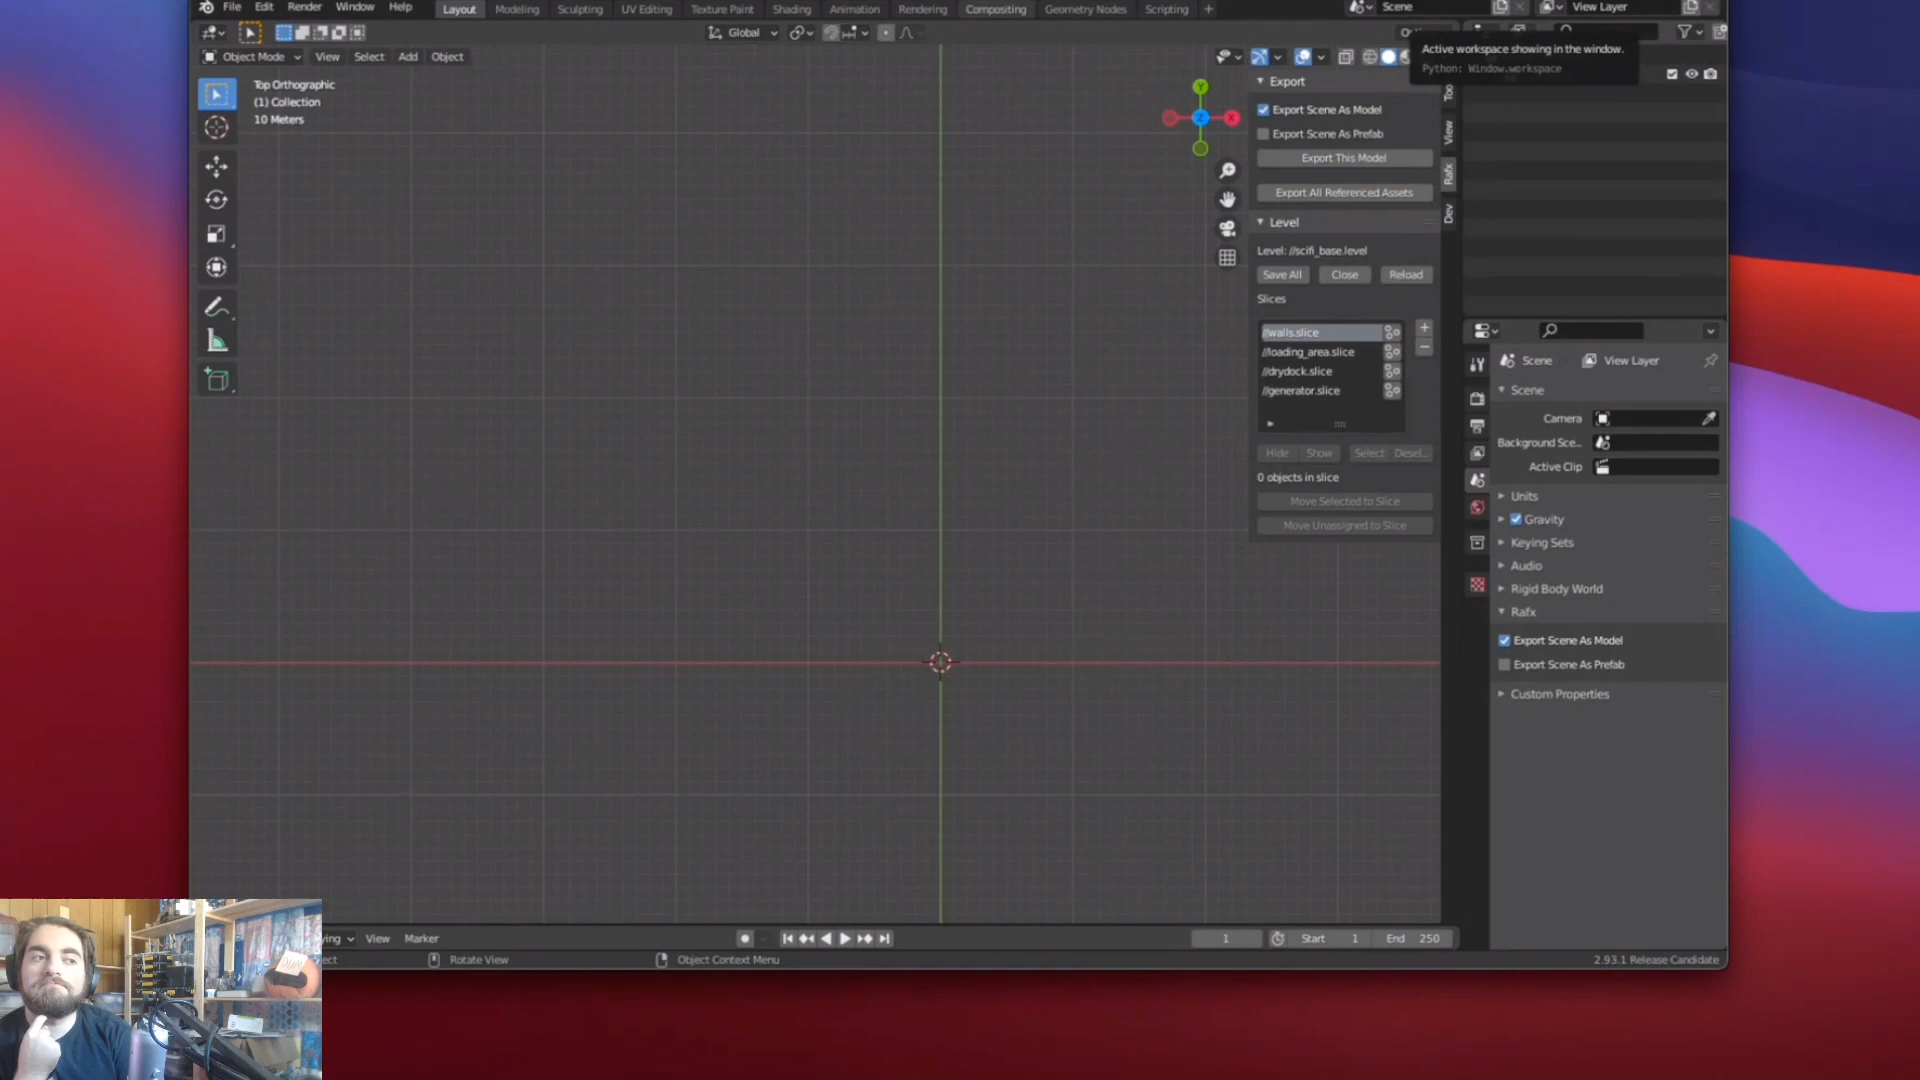 File Edit Render Window Help Layout Modeling Sculpting UV Editing Texture Paint Shading Animation Rendering Compositing Geometry Nodes Scripting + Scene View Layer
Global
Object Mode View Select Add Object
Active workspace showing in the window.
Python: Window.workspace
Top Orthographic
(1) Collection
10 Meters
Y
Z
X
Export
Export Scene As Model
Export Scene As Prefab
Export This Model
Export All Referenced Assets
View
Rafx
Dev
Level
Level: //scifi_base.level
Save All Close Reload
Slices
//walls.slice
//loading_area.slice
//drydock.slice
//generator.slice
Hide Show Select Desel...
0 objects in slice
Move Selected to Slice
Move Unassigned to Slice
Scene View Layer
Scene
Camera
Background Sce...
Active Clip
Units
Gravity
Keying Sets
Audio
Rigid Body World
Rafx
Export Scene As Model
Export Scene As Prefab
Custom Properties
View Marker 1 Start 1 End 250
Rotate View Object Context Menu 2.93.1 Release Candidate